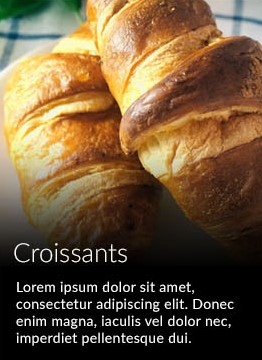 Croissants
Lorem ipsum dolor sit amet,
consectetur adipiscing elit. Donec
enim magna, iaculis vel dolor nec,
imperdiet pellentesque dui.